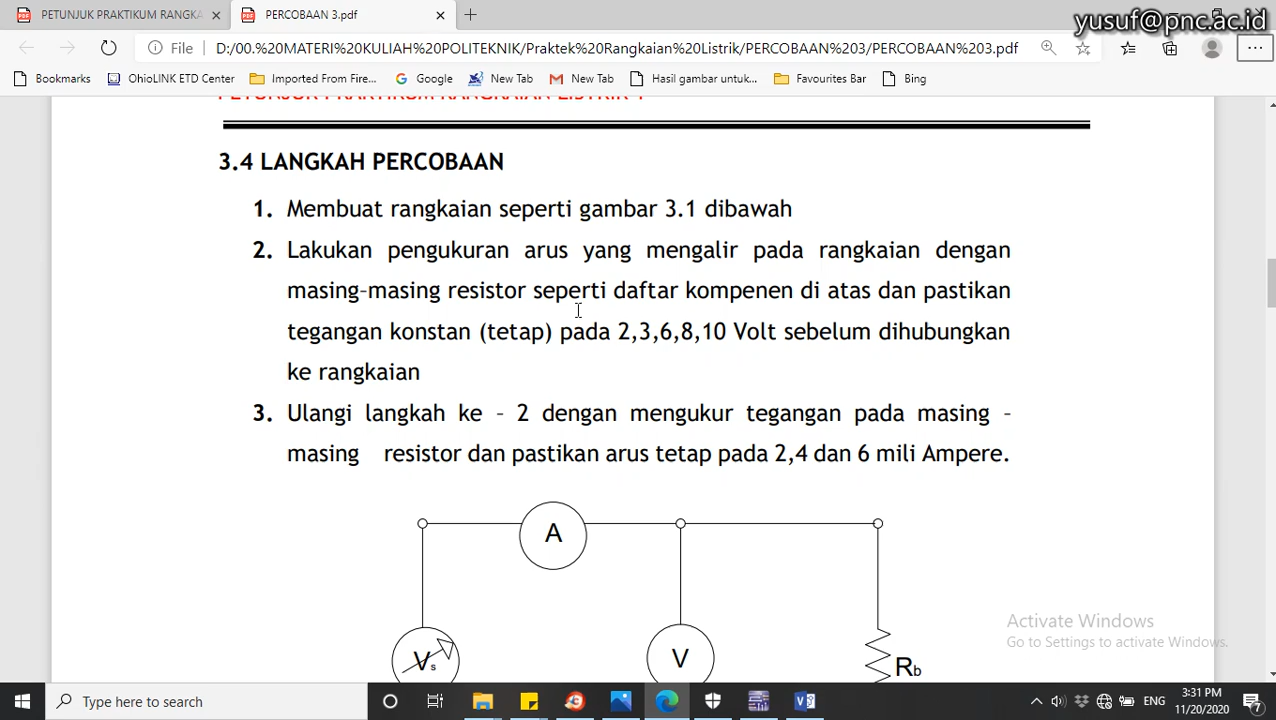 PETUNJUK PRAKTIKUM RANGKA
PERCOBAAN 3.pdf
yusuf@pnc.ac.id
File
D:/00.%20MATERI%20KULIAH%20POLITEKNIK/Praktek%20Rangkaian%20Listrik/PERCOBAAN%203/PERCOBAAN%203.pdf
Bookmarks
OhioLINK ETD Center
Imported From Fire...
Google
New Tab
New Tab
Hasil gambar untuk...
Favourites Bar
Bing
PETUNJUK PRAKTIKUM RANGKAIAN LISTRIK 1
3.4 LANGKAH PERCOBAAN
1. Membuat rangkaian seperti gambar 3.1 dibawah
2. Lakukan pengukuran arus yang mengalir pada rangkaian dengan
masing-masing resistor seperti daftar kompenen di atas dan pastikan
tegangan konstan (tetap) pada 2,3,6,8,10 Volt sebelum dihubungkan
ke rangkaian
3. Ulangi langkah ke – 2 dengan mengukur tegangan pada masing –
masing resistor dan pastikan arus tetap pada 2,4 dan 6 mili Ampere.
A
Vs
V
Rb
Activate Windows
Go to Settings to activate Windows.
Type here to search
ENG
3:31 PM
11/20/2020
7